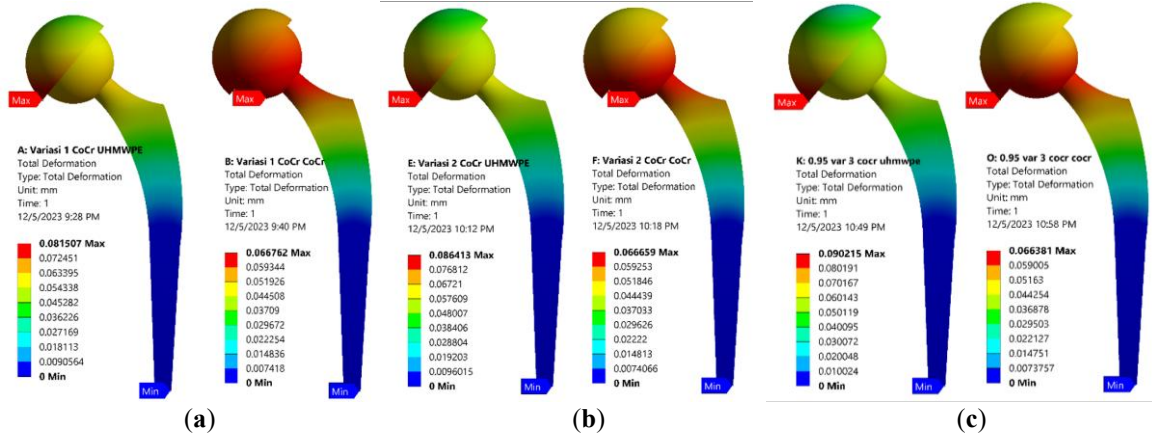 Max
A: Variasi 1 CoCr UHMWPE
Total Deformation
Type: Total Deformation
Unit: mm
Time: 1
12/5/2023 9:28 PM
0.081507 Max
0.072451
0.063395
0.054338
0.045282
0.036226
0.027169
0.018113
0.0090564
0 Min
Min
Max
B: Variasi 1 CoCr CoCr
Total Deformation
Type: Total Deformation
Unit: mm
Time: 1
12/5/2023 9:40 PM
0.066762 Max
0.059344
0.051926
0.044508
0.03709
0.029672
0.022254
0.014836
0.007418
0 Min
Min
(a)
Max
E: Variasi 2 CoCr UHMWPE
Total Deformation
Type: Total Deformation
Unit: mm
Time: 1
12/5/2023 10:12 PM
0.086413 Max
0.076812
0.06721
0.057609
0.048007
0.038406
0.028804
0.019203
0.0096015
0 Min
Min
Max
F: Variasi 2 CoCr CoCr
Total Deformation
Type: Total Deformation
Unit: mm
Time: 1
12/5/2023 10:18 PM
0.066659 Max
0.059253
0.051846
0.044439
0.037033
0.029626
0.02222
0.014813
0.0074066
0 Min
Min
(b)
Max
K: 0.95 var 3 cocr uhmwpe
Total Deformation
Type: Total Deformation
Unit: mm
Time: 1
12/5/2023 10:49 PM
0.090215 Max
0.080191
0.070167
0.060143
0.050119
0.040095
0.030072
0.020048
0.010024
0 Min
Min
Max
O: 0.95 var 3 cocr cocr
Total Deformation
Type: Total Deformation
Unit: mm
Time: 1
12/5/2023 10:58 PM
0.066381 Max
0.059005
0.05163
0.044254
0.036878
0.029503
0.022127
0.014751
0.0073757
0 Min
Min
(c)